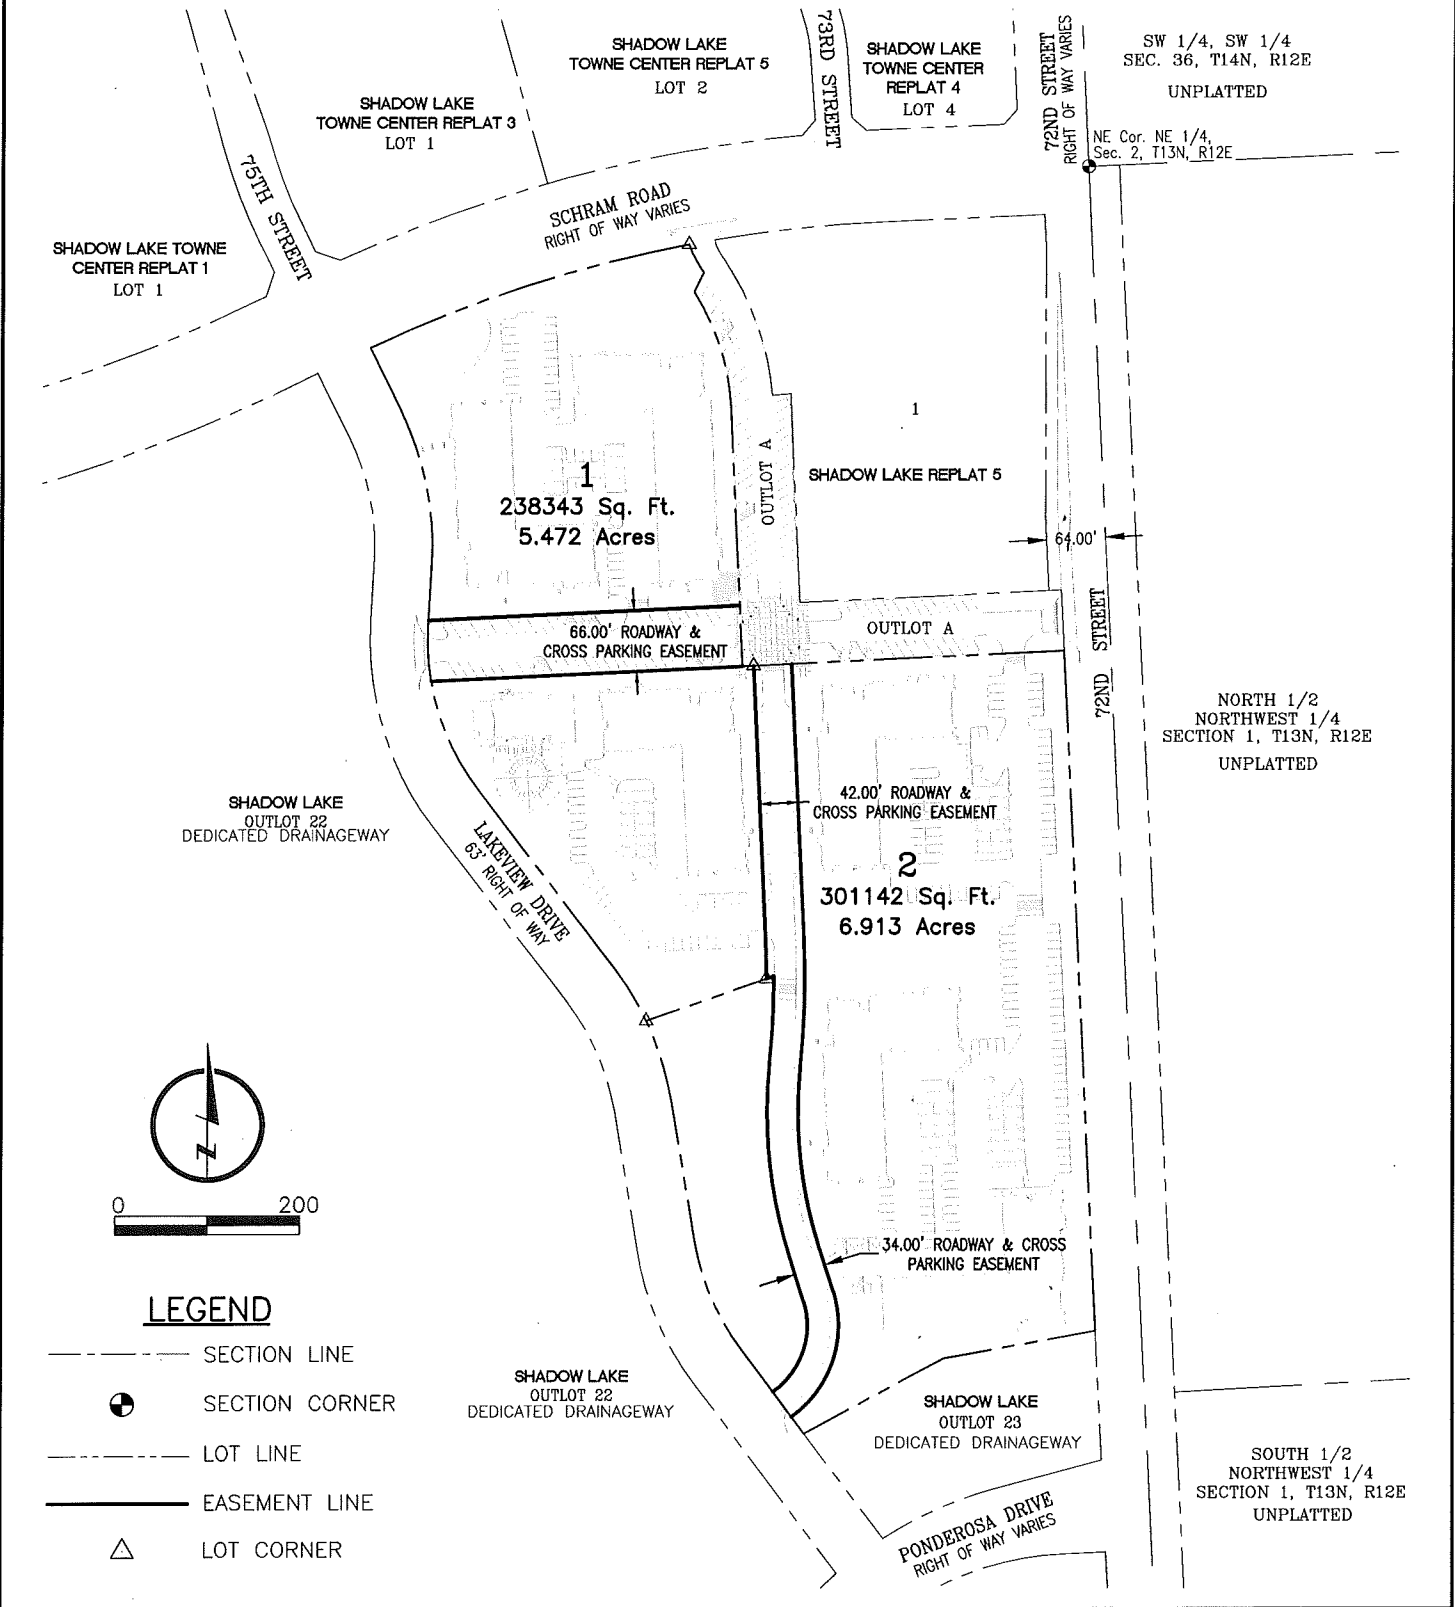 SHADOW LAKE
TOWNE CENTER REPLAT 5
LOT 2
73RD STREET
SHADOW LAKE
TOWNE CENTER
REPLAT 4
LOT 4
72ND STREET
RIGHT OF WAY VARIES
SW 1/4, SW 1/4
SEC. 36, T14N, R12E
UNPLATTED
SHADOW LAKE
TOWNE CENTER REPLAT 3
LOT 1
NE Cor. NE 1/4,
Sec. 2, T13N, R12E
75TH STREET
SCHRAM ROAD
RIGHT OF WAY VARIES
SHADOW LAKE TOWNE
CENTER REPLAT 1
LOT 1
1
SHADOW LAKE REPLAT 5
OUTLOT A
1
238343 Sq. Ft.
5.472 Acres
64.00'
66.00' ROADWAY &
CROSS PARKING EASEMENT
OUTLOT A
72ND STREET
NORTH 1/2
NORTHWEST 1/4
SECTION 1, T13N, R12E
UNPLATTED
SHADOW LAKE
OUTLOT 22
DEDICATED DRAINAGEWAY
LAKEVIEW DRIVE
63' RIGHT OF WAY
42.00' ROADWAY &
CROSS PARKING EASEMENT
2
301142 Sq. Ft.
6.913 Acres
N
0 200
34.00' ROADWAY & CROSS
PARKING EASEMENT
LEGEND
SECTION LINE
SECTION CORNER
LOT LINE
EASEMENT LINE
LOT CORNER
SHADOW LAKE
OUTLOT 22
DEDICATED DRAINAGEWAY
SHADOW LAKE
OUTLOT 23
DEDICATED DRAINAGEWAY
SOUTH 1/2
NORTHWEST 1/4
SECTION 1, T13N, R12E
UNPLATTED
PONDEROSA DRIVE
RIGHT OF WAY VARIES